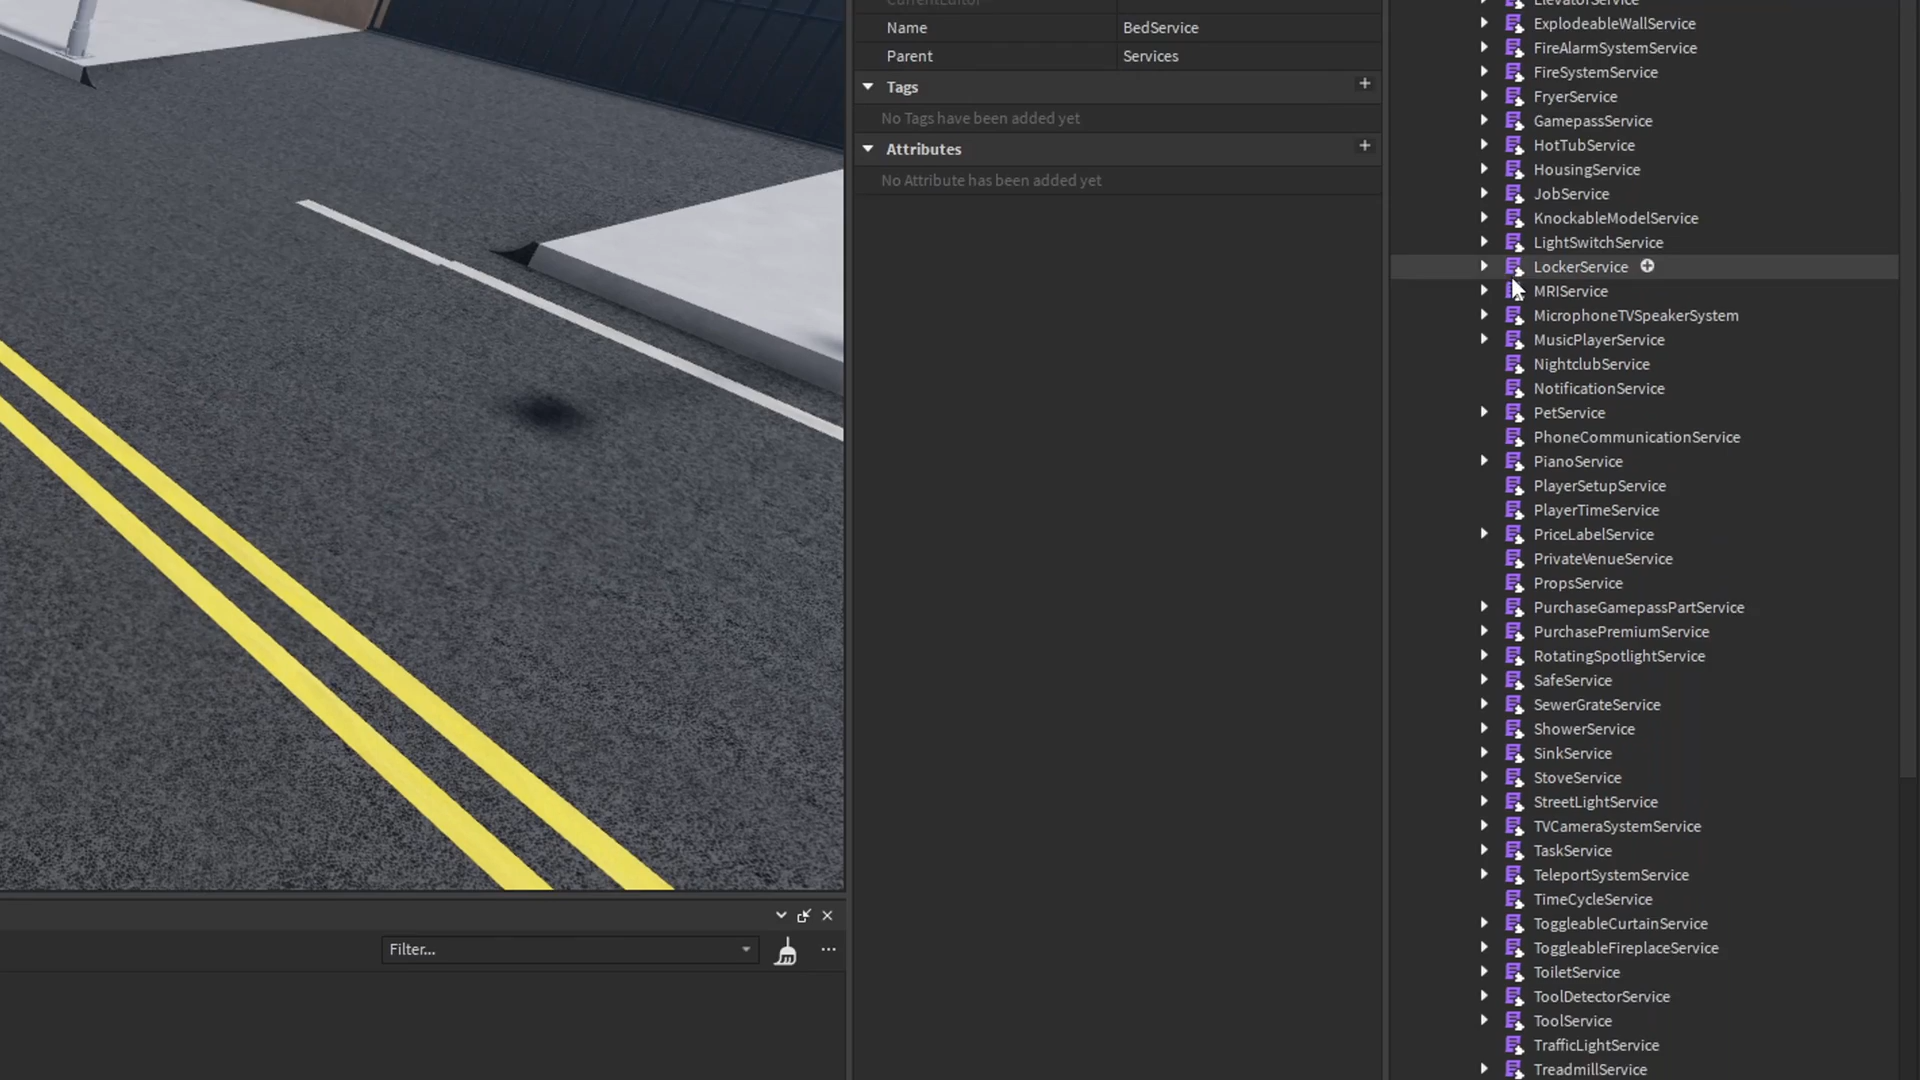 CurrentEditor
Name BedService
Parent Services
Tags
No Tags have been added yet
Attributes
No Attribute has been added yet
Filter...
ElevatorService
ExplodeableWallService
FireAlarmSystemService
FireSystemService
FryerService
GamepassService
HotTubService
HousingService
JobService
KnockableModelService
LightSwitchService
LockerService
MRIService
MicrophoneTVSpeakerSystem
MusicPlayerService
NightclubService
NotificationService
PetService
PhoneCommunicationService
PianoService
PlayerSetupService
PlayerTimeService
PriceLabelService
PrivateVenueService
PropsService
PurchaseGamepassPartService
PurchasePremiumService
RotatingSpotlightService
SafeService
SewerGrateService
ShowerService
SinkService
StoveService
StreetLightService
TVCameraSystemService
TaskService
TeleportSystemService
TimeCycleService
ToggleableCurtainService
ToggleableFireplaceService
ToiletService
ToolDetectorService
ToolService
TrafficLightService
TreadmillService